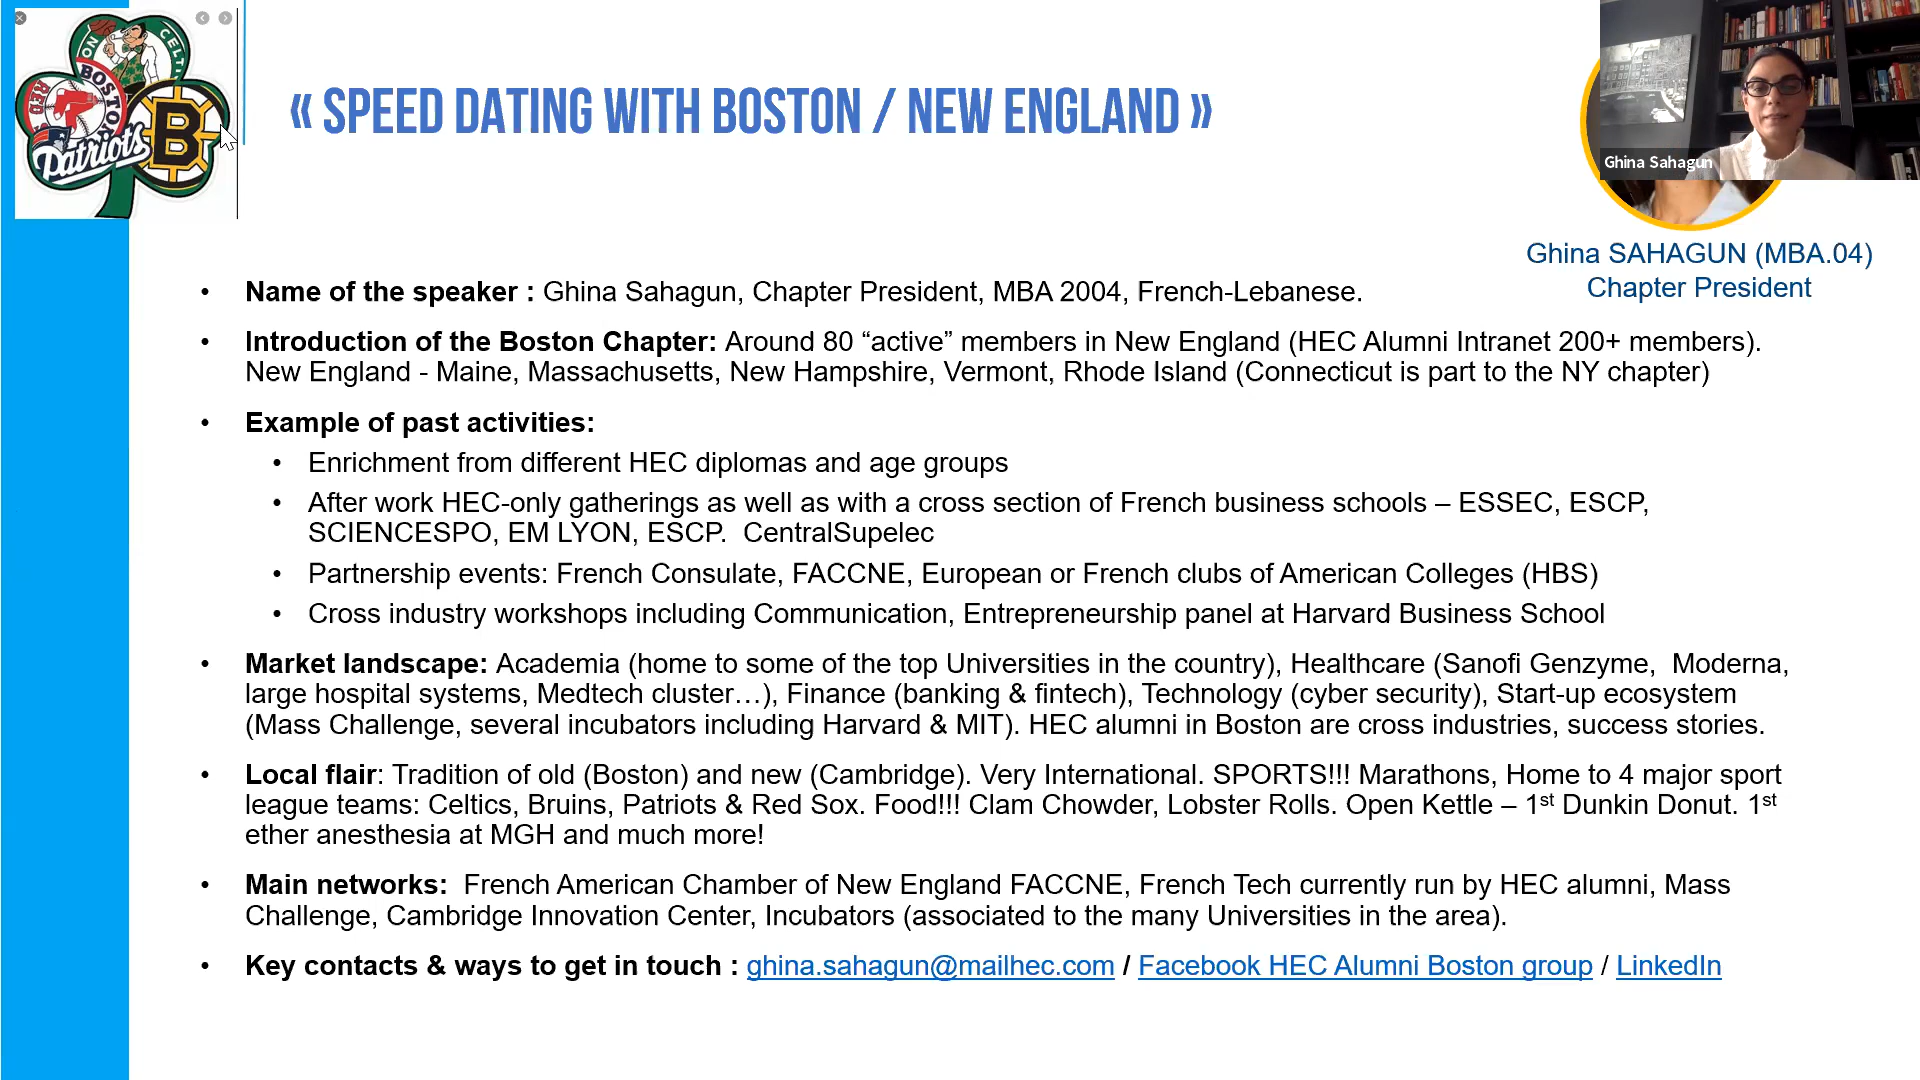 CELTIC
ON
BOSTON
RED
Patriots
B
« SPEED DATING WITH BOSTON / NEW ENGLAND »
Ghina Sahagun
Ghina SAHAGUN (MBA.04)
Chapter President
• Name of the speaker : Ghina Sahagun, Chapter President, MBA 2004, French-Lebanese.
• Introduction of the Boston Chapter: Around 80 “active” members in New England (HEC Alumni Intranet 200+ members).
New England - Maine, Massachusetts, New Hampshire, Vermont, Rhode Island (Connecticut is part to the NY chapter)
• Example of past activities:
• Enrichment from different HEC diplomas and age groups
• After work HEC-only gatherings as well as with a cross section of French business schools – ESSEC, ESCP,
SCIENCESPO, EM LYON, ESCP. CentralSupelec
• Partnership events: French Consulate, FACCNE, European or French clubs of American Colleges (HBS)
• Cross industry workshops including Communication, Entrepreneurship panel at Harvard Business School
• Market landscape: Academia (home to some of the top Universities in the country), Healthcare (Sanofi Genzyme, Moderna,
large hospital systems, Medtech cluster…), Finance (banking & fintech), Technology (cyber security), Start-up ecosystem
(Mass Challenge, several incubators including Harvard & MIT). HEC alumni in Boston are cross industries, success stories.
• Local flair: Tradition of old (Boston) and new (Cambridge). Very International. SPORTS!!! Marathons, Home to 4 major sport
league teams: Celtics, Bruins, Patriots & Red Sox. Food!!! Clam Chowder, Lobster Rolls. Open Kettle – 1st Dunkin Donut. 1st
ether anesthesia at MGH and much more!
• Main networks: French American Chamber of New England FACCNE, French Tech currently run by HEC alumni, Mass
Challenge, Cambridge Innovation Center, Incubators (associated to the many Universities in the area).
• Key contacts & ways to get in touch : ghina.sahagun@mailhec.com / Facebook HEC Alumni Boston group / LinkedIn